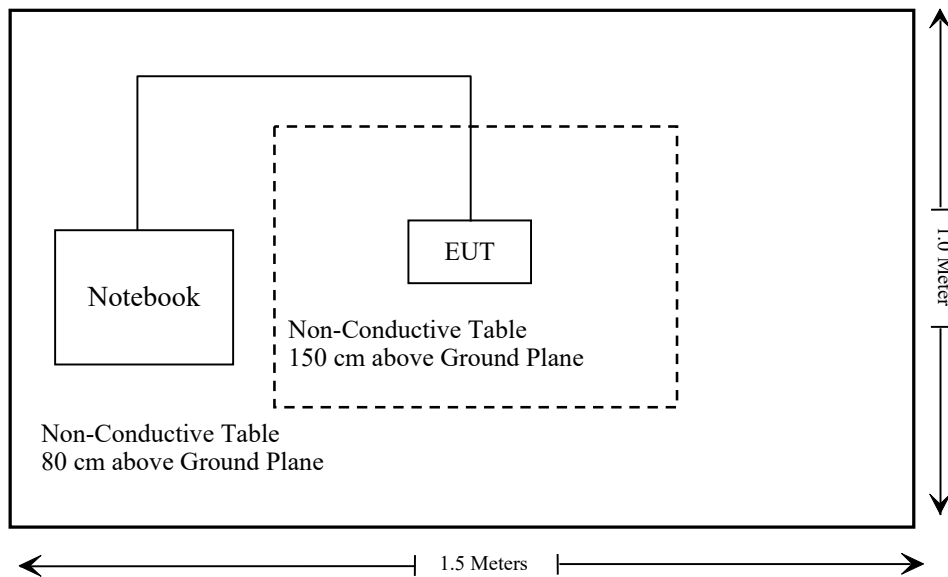 EUT
Notebook
Non-Conductive Table
150 cm above Ground Plane
Non-Conductive Table
80 cm above Ground Plane
1.0 Meter
1.5 Meters